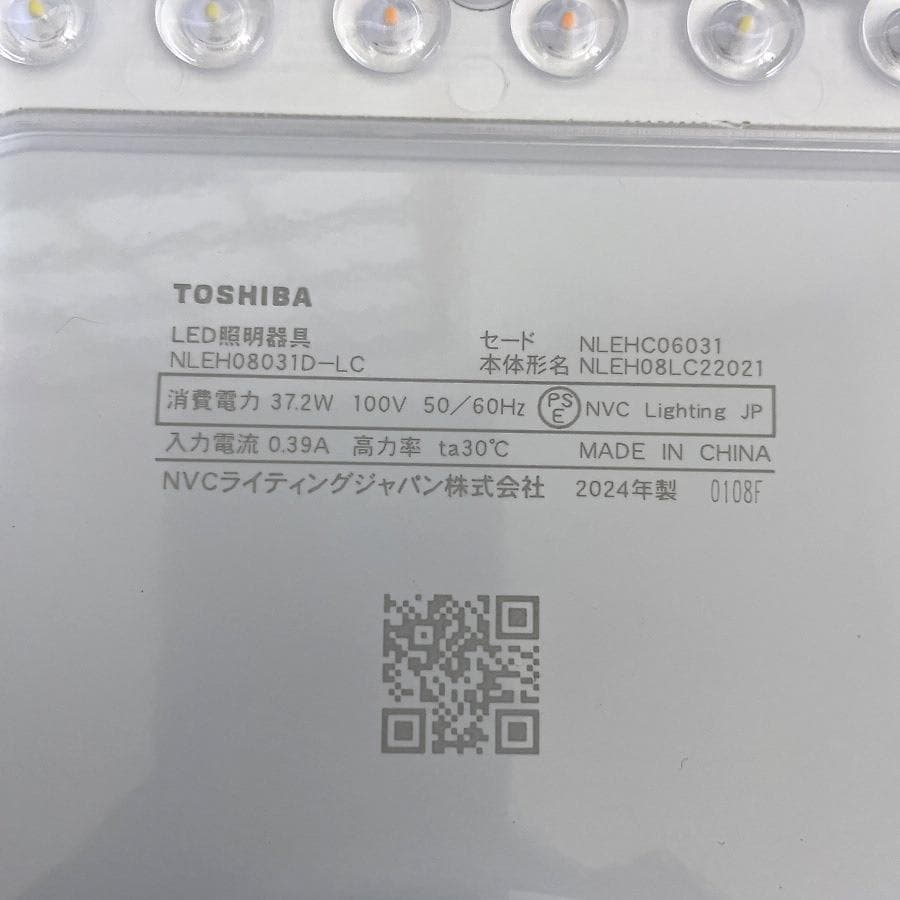 TOSHIBA
LED照明器具 セード NLEHC06031
NLEH08031D-LC 本体形名 NLEH08LC22021
消費電力 37.2W 100V 50/60Hz PSE NVC Lighting JP
入力電流 0.39A 高力率 ta30℃ MADE IN CHINA
NVCライティングジャパン株式会社 2024年製 0108F